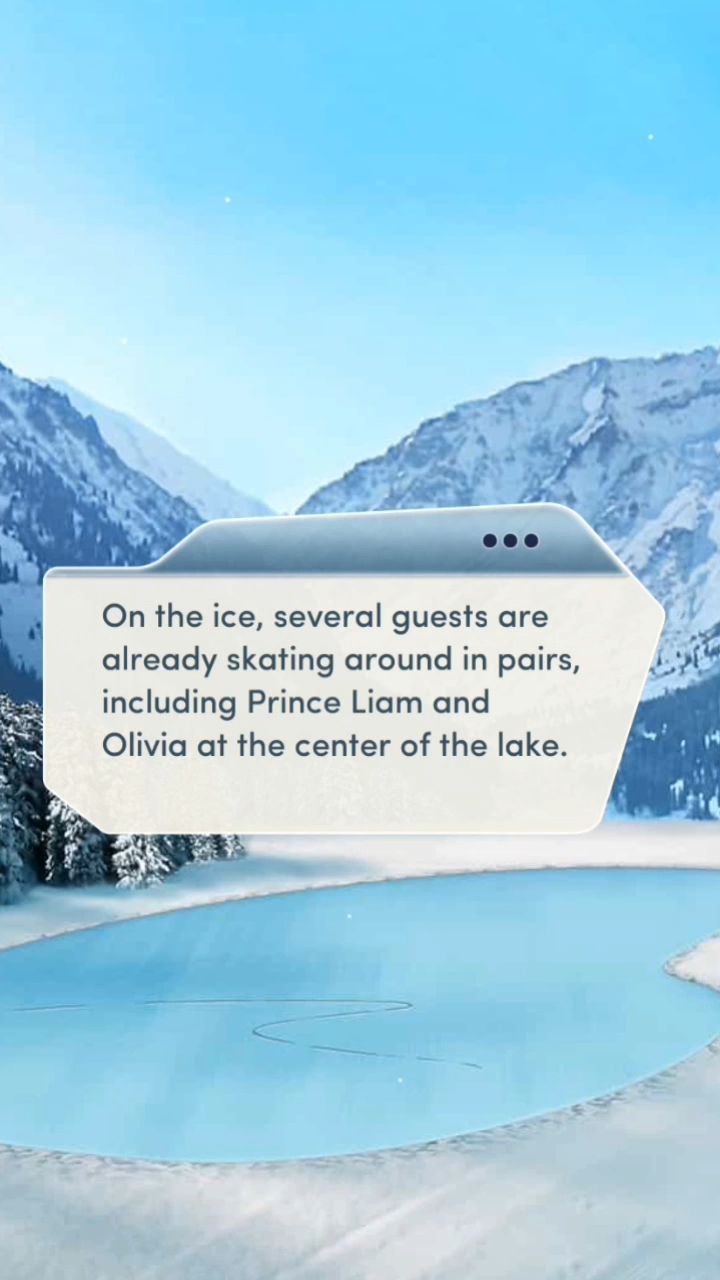 On the ice, several guests are
already skating around in pairs,
including Prince Liam and
Olivia at the center of the lake.